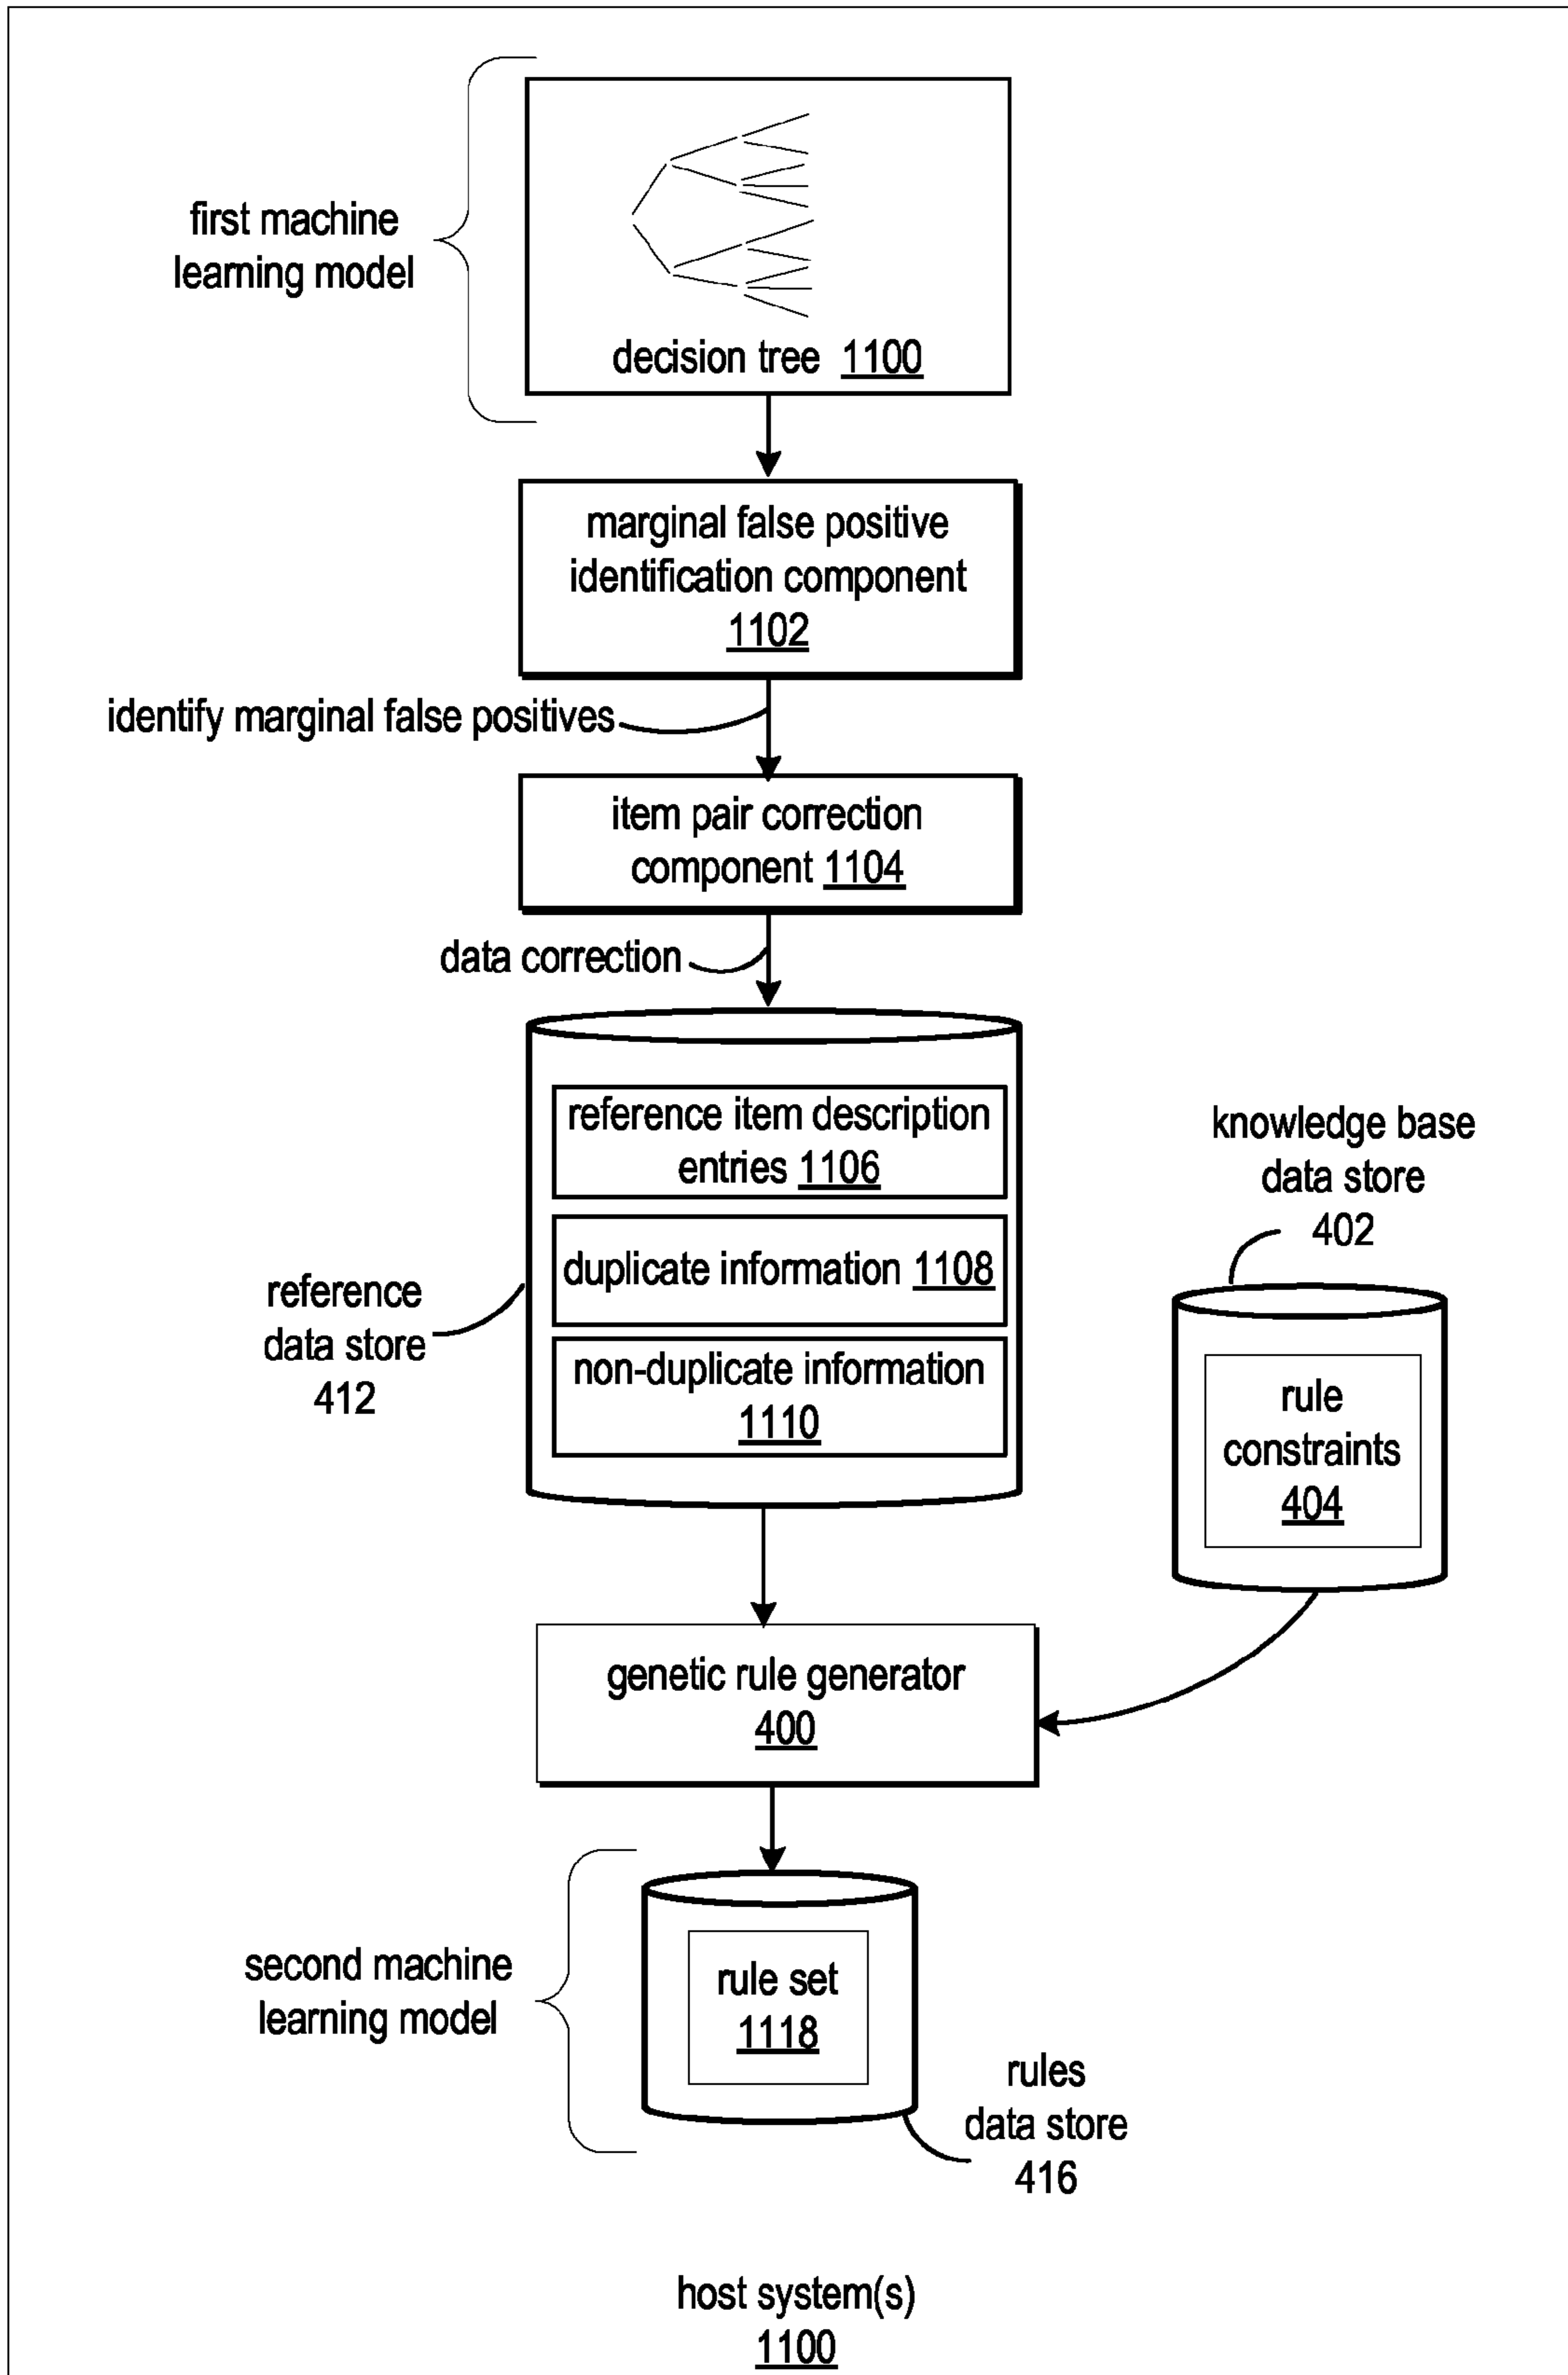 first machine
learning model
decision tree 1100
marginal false positive
identification component
1102
identify marginal false positives
item pair correction
component 1104
data correction
reference item description
entries 1106
duplicate information 1108
non-duplicate information
1110
reference
data store
412
knowledge base
data store
402
rule
constraints
404
genetic rule generator
400
second machine
learning model
rule set
1118
rules
data store
416
host system(s)
1100